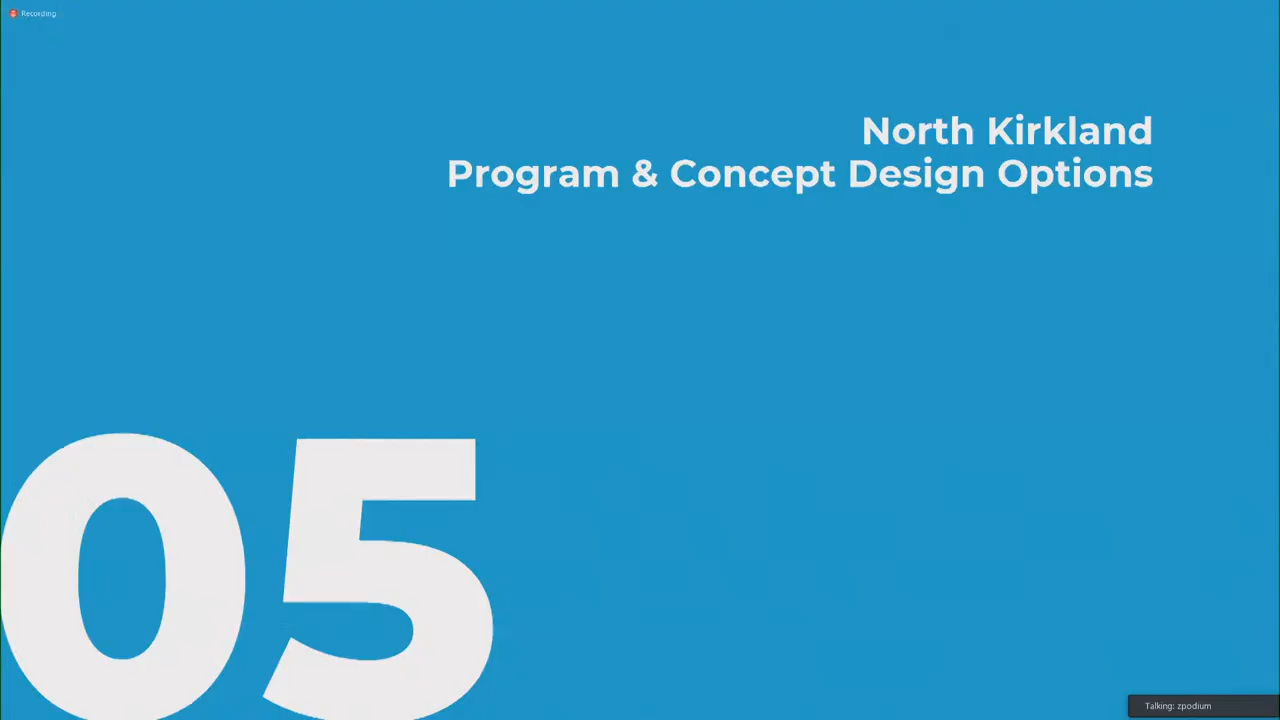 Recording
North Kirkland
Program & Concept Design Options
05
Talking: zpodium